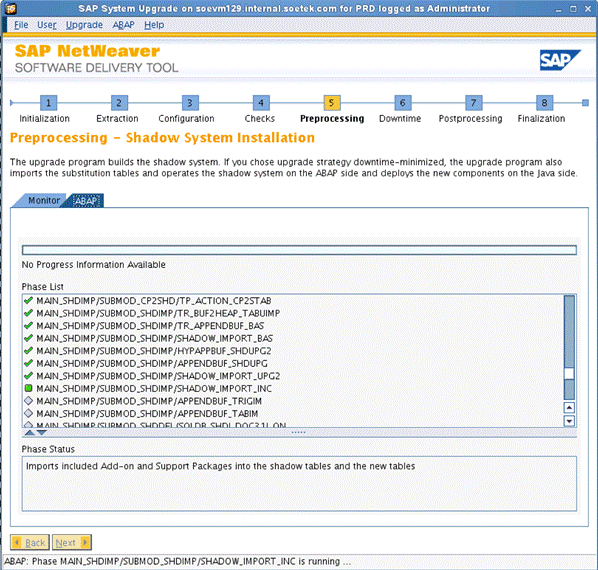 SAP System Upgrade on soevm129.internal.soetek.com for PRD logged as Administrator
File User Upgrade ABAP Help
SAP NetWeaver
SOFTWARE DELIVERY TOOL
SAP
1 2 3 4 5 6 7 8
Initialization Extraction Configuration Checks Preprocessing Downtime Postprocessing Finalization
Preprocessing - Shadow System Installation
The upgrade program builds the shadow system. If you chose upgrade strategy downtime-minimized, the upgrade program also
imports the substitution tables and operates the shadow system on the ABAP side and deploys the new components on the Java side.
Monitor ABAP
No Progress Information Available
Phase List
MAIN_SHDIMP/SUBMOD_CP2SHD/TP_ACTION_CP2STAB
MAIN_SHDIMP/SUBMOD_SHDIMP/TR_BUF2HEAP_TABUIMP
MAIN_SHDIMP/SUBMOD_SHDIMP/TR_APPENDBUF_BAS
MAIN_SHDIMP/SUBMOD_SHDIMP/SHADOW_IMPORT_BAS
MAIN_SHDIMP/SUBMOD_SHDIMP/HYPAPPBUF_SHDUPG2
MAIN_SHDIMP/SUBMOD_SHDIMP/APPENDBUF_SHDUPG
MAIN_SHDIMP/SUBMOD_SHDIMP/SHADOW_IMPORT_UPG2
MAIN_SHDIMP/SUBMOD_SHDIMP/SHADOW_IMPORT_INC
MAIN_SHDIMP/SUBMOD_SHDIMP/APPENDBUF_TRIGIM
MAIN_SHDIMP/SUBMOD_SHDIMP/APPENDBUF_TABIM
Phase Status
Imports included Add-on and Support Packages into the shadow tables and the new tables
Back Next
ABAP: Phase MAIN_SHDIMP/SUBMOD_SHDIMP/SHADOW_IMPORT_INC is running ...